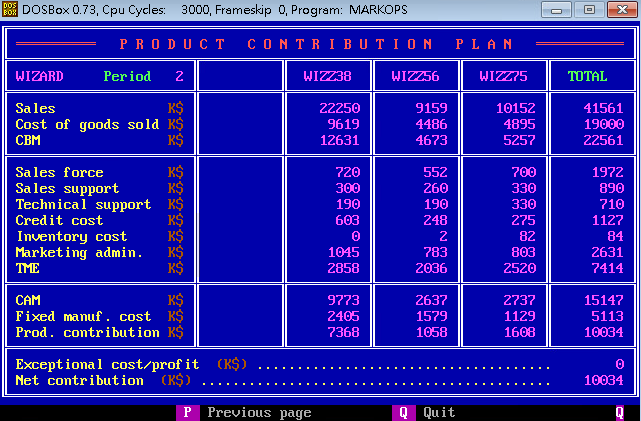 DOS BOX DOSBox 0.73, Cpu Cycles: 3000, Frameskip 0, Program: MARKOPS
PRODUCT CONTRIBUTION PLAN
WIZARD Period 2 WIZZ38 WIZZ56 WIZZ75 TOTAL
Sales K$ 22250 9159 10152 41561
Cost of goods sold K$ 9619 4486 4895 19000
CBM K$ 12631 4673 5257 22561
Sales force K$ 720 552 700 1972
Sales support K$ 300 260 330 890
Technical support K$ 190 190 330 710
Credit cost K$ 603 248 275 1127
Inventory cost K$ 0 2 82 84
Marketing admin. K$ 1045 783 803 2631
TME K$ 2858 2036 2520 7414
CAM K$ 9773 2637 2737 15147
Fixed manuf. cost K$ 2405 1579 1129 5113
Prod. contribution K$ 7368 1058 1608 10034
Exceptional cost/profit (K$) ..................................... 0
Net contribution (K$) ............................................ 10034
P Previous page Q Quit Q